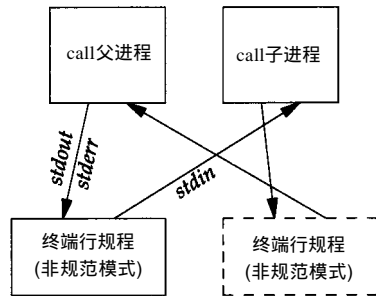 call父进程
call子进程
stdout
stderr
stdin
终端行规程
(非规范模式)
终端行规程
(非规范模式)